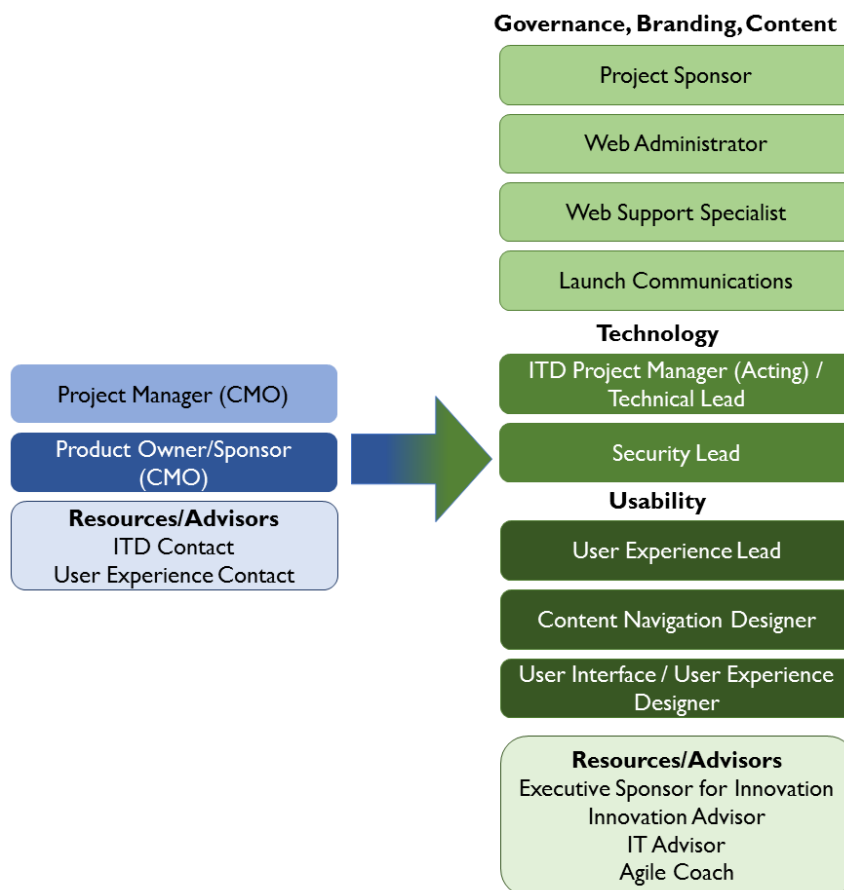 Project Manager (CMO)
Product Owner/Sponsor
(CMO)
Resources/Advisors
ITD Contact
User Experience Contact
Governance, Branding, Content
Project Sponsor
Web Administrator
Web Support Specialist
Launch Communications
Technology
ITD Project Manager (Acting) /
Technical Lead
Security Lead
Usability
User Experience Lead
Content Navigation Designer
User Interface / User Experience
Designer
Resources/Advisors
Executive Sponsor for Innovation
Innovation Advisor
IT Advisor
Agile Coach